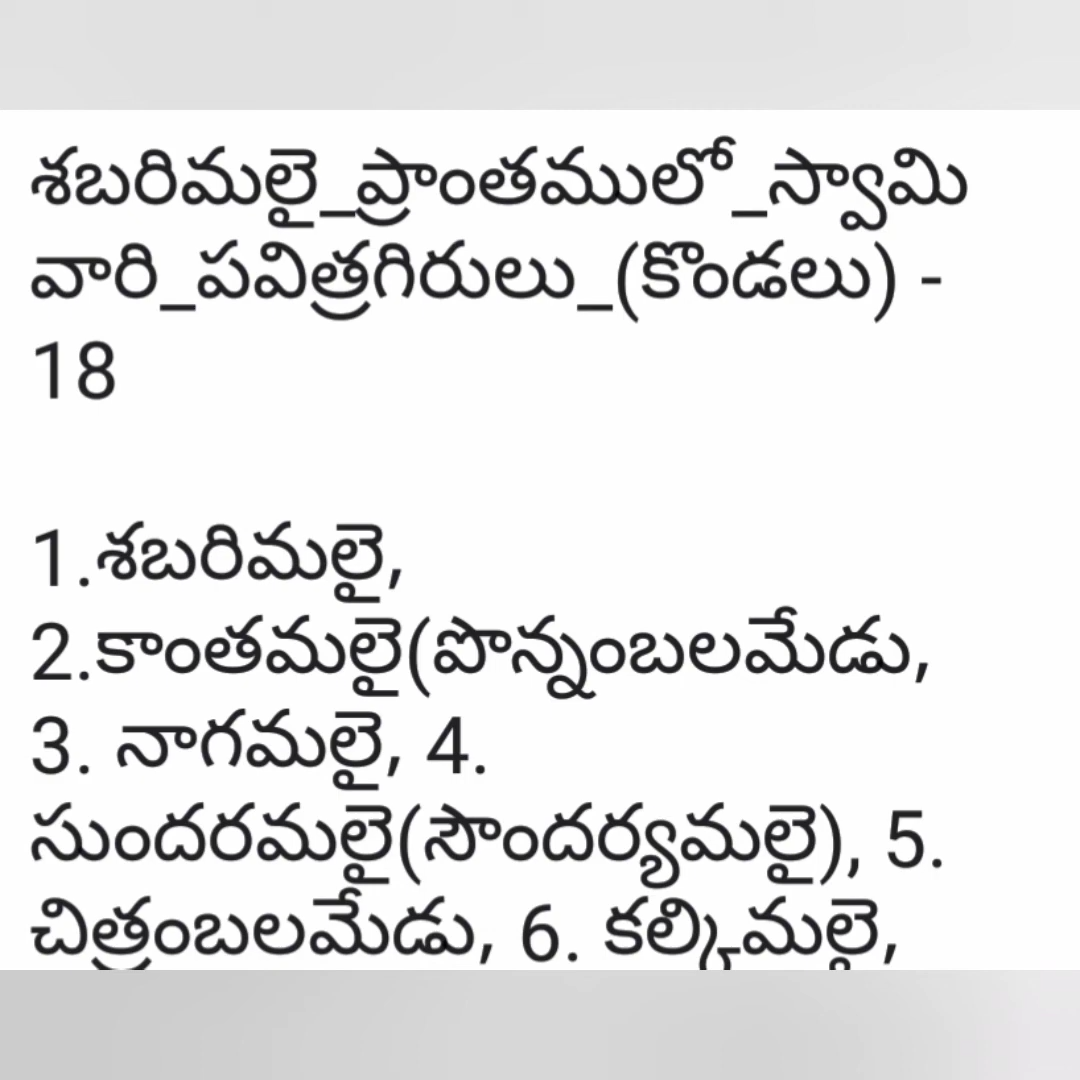 శబరిమలై_ప్రాంతములో_స్వామి
వారి_పవిత్రగిరులు_(కొండలు) -
18
1.శబరిమలై,
2.కాంతమలై(పొన్నంబలమేడు,
3. నాగమలై, 4.
సుందరమలై(సౌందర్యమలై), 5.
చిత్రంబలమేడు, 6. కల్కిమలై,